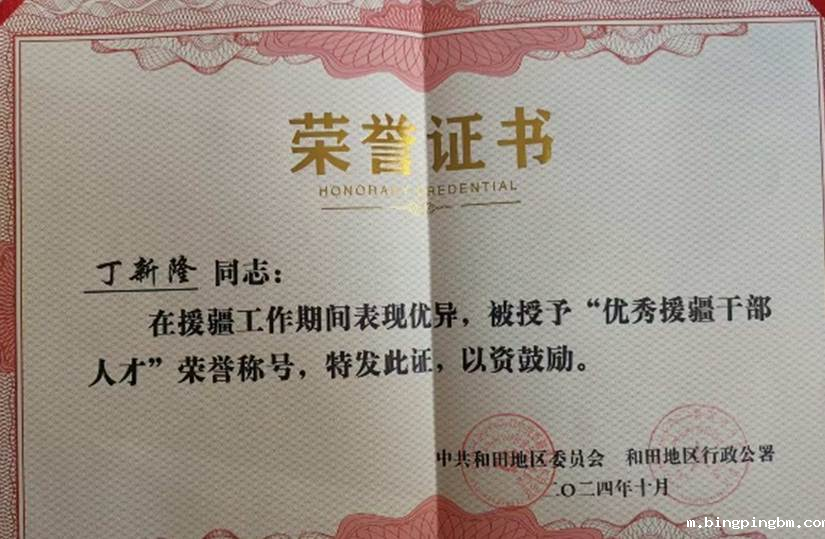 荣誉证书
HONORARY CREDENTIAL
丁新隆 同志：
在援疆工作期间表现优异，被授予“优秀援疆干部
人才”荣誉称号，特发此证，以资鼓励。
中共和田地区委员会 和田地区行政公署
二〇二四年十月
m.bingpingbm.com